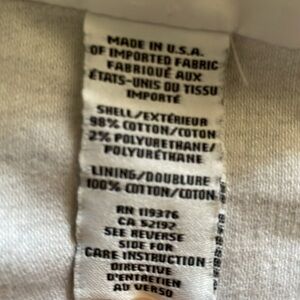 MADE IN U.S.A.
OF IMPORTED FABRIC
FABRIQUÉ AUX
ÉTATS-UNIS DU TISSU
IMPORTÉ
SHELL/EXTÉRIEUR
98% COTTON/COTON
2% POLYURETHANE/
POLYURÉTHANE
LINING/DOUBLURE
100% COTTON/COTON
RN 119376
CA 52192
SEE REVERSE
SIDE FOR
CARE INSTRUCTION
DIRECTIVE
D'ENTRETIEN
AU VERSO